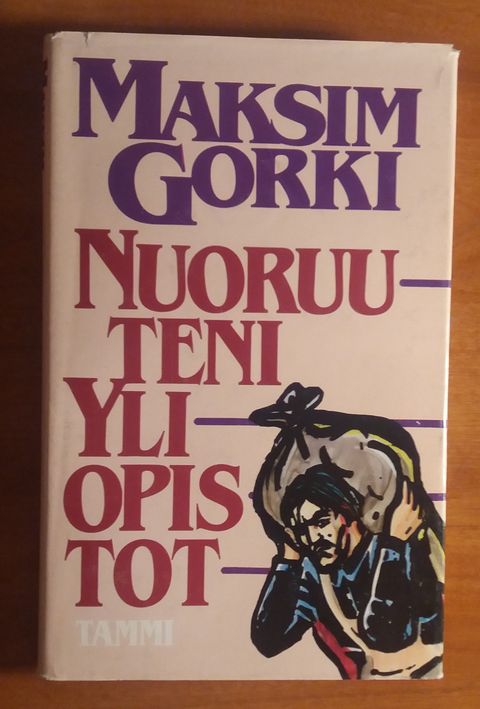 MAKSIM
GORKI
NUORUU-
TENI
YLI-
OPIS-
TOT-
TAMMI